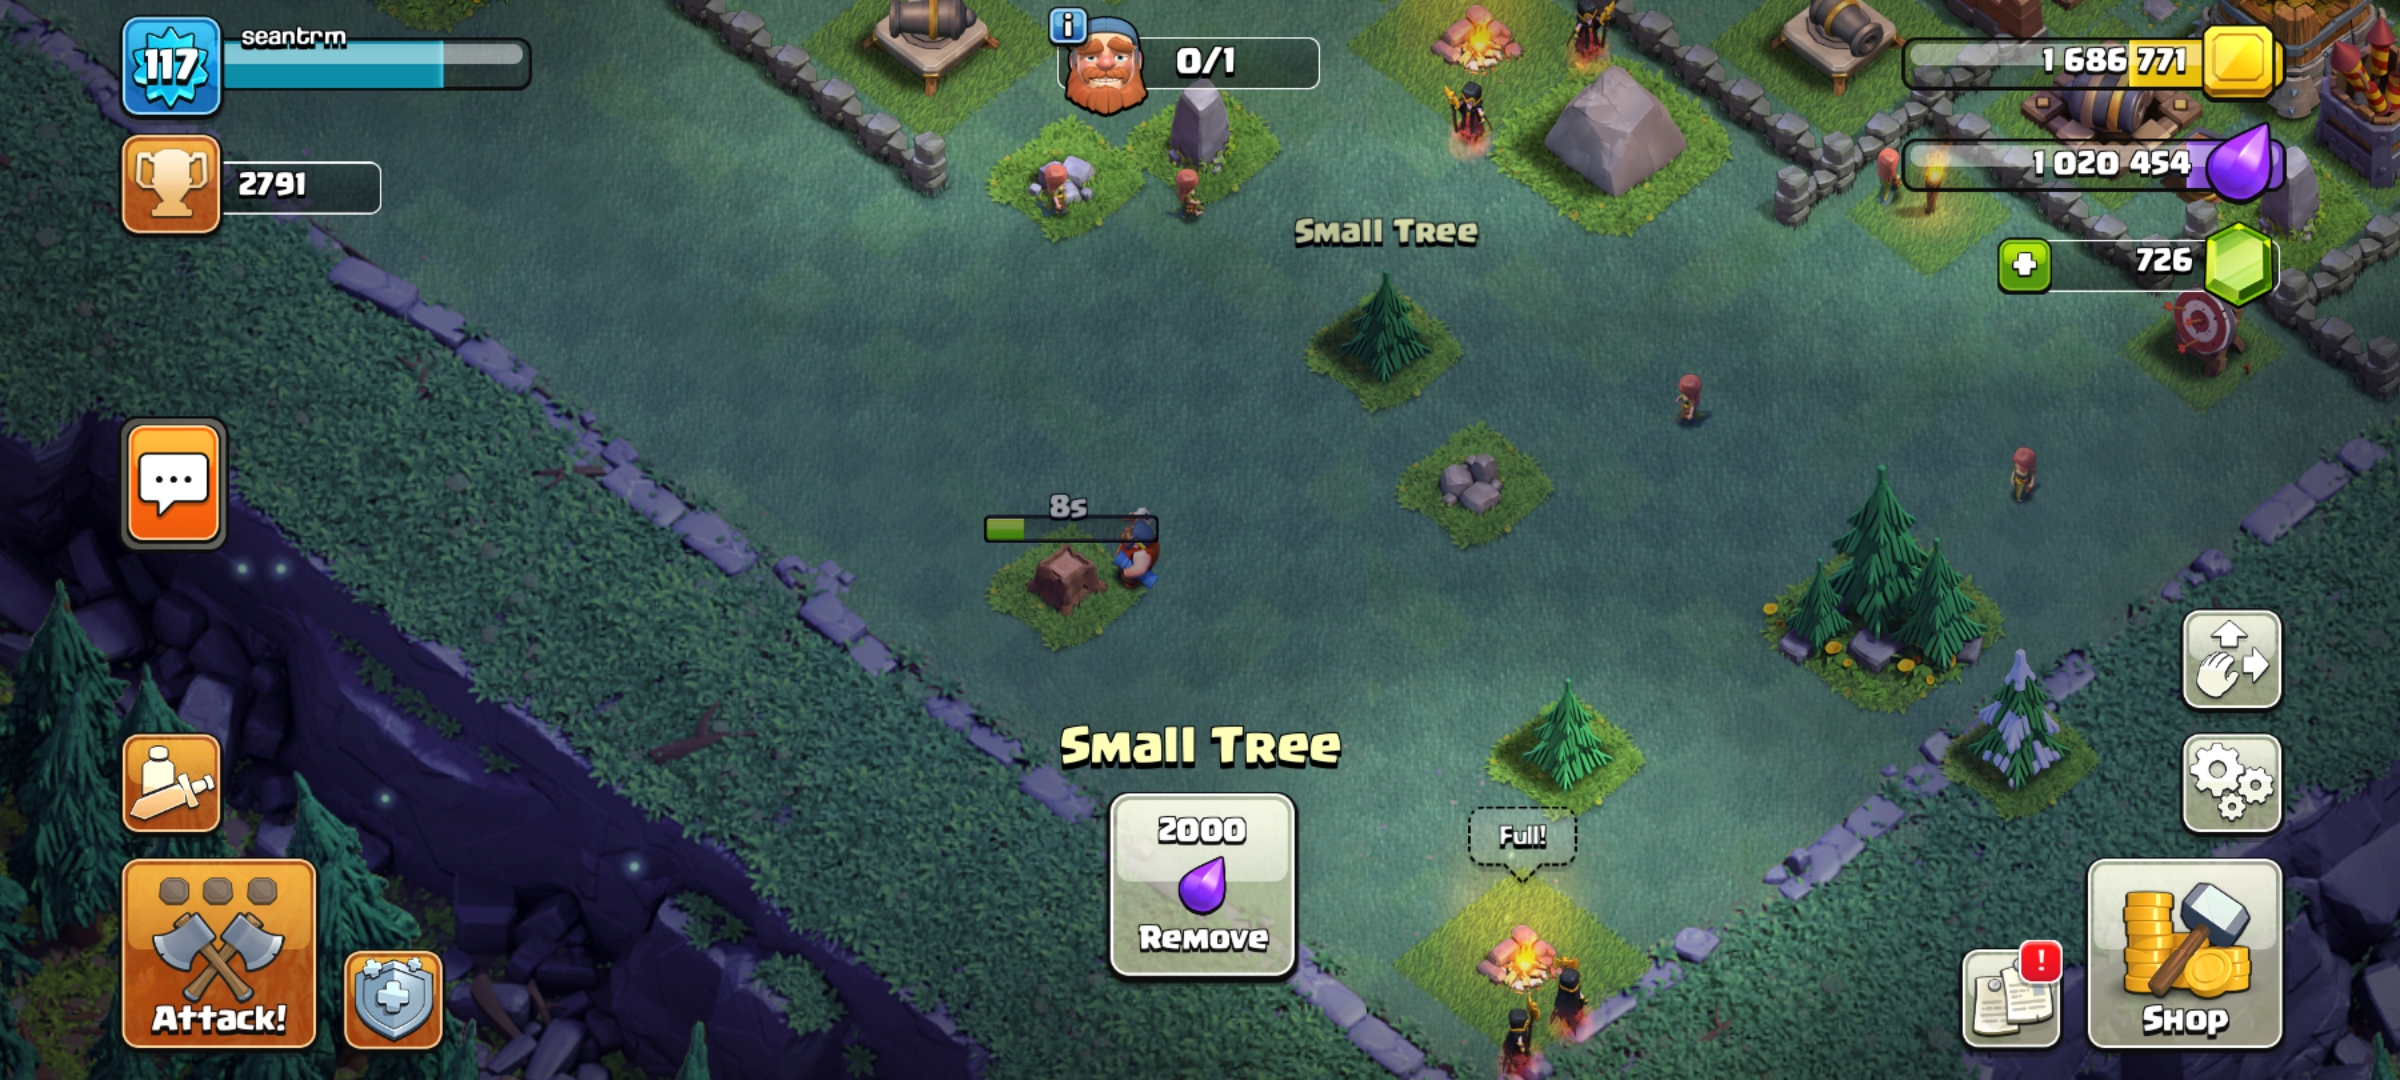 117
seantrm
i
0/1
1 686 771
2791
1 020 454
726
Small Tree
8s
Small Tree
2000
Remove
Full!
Attack!
!
Shop